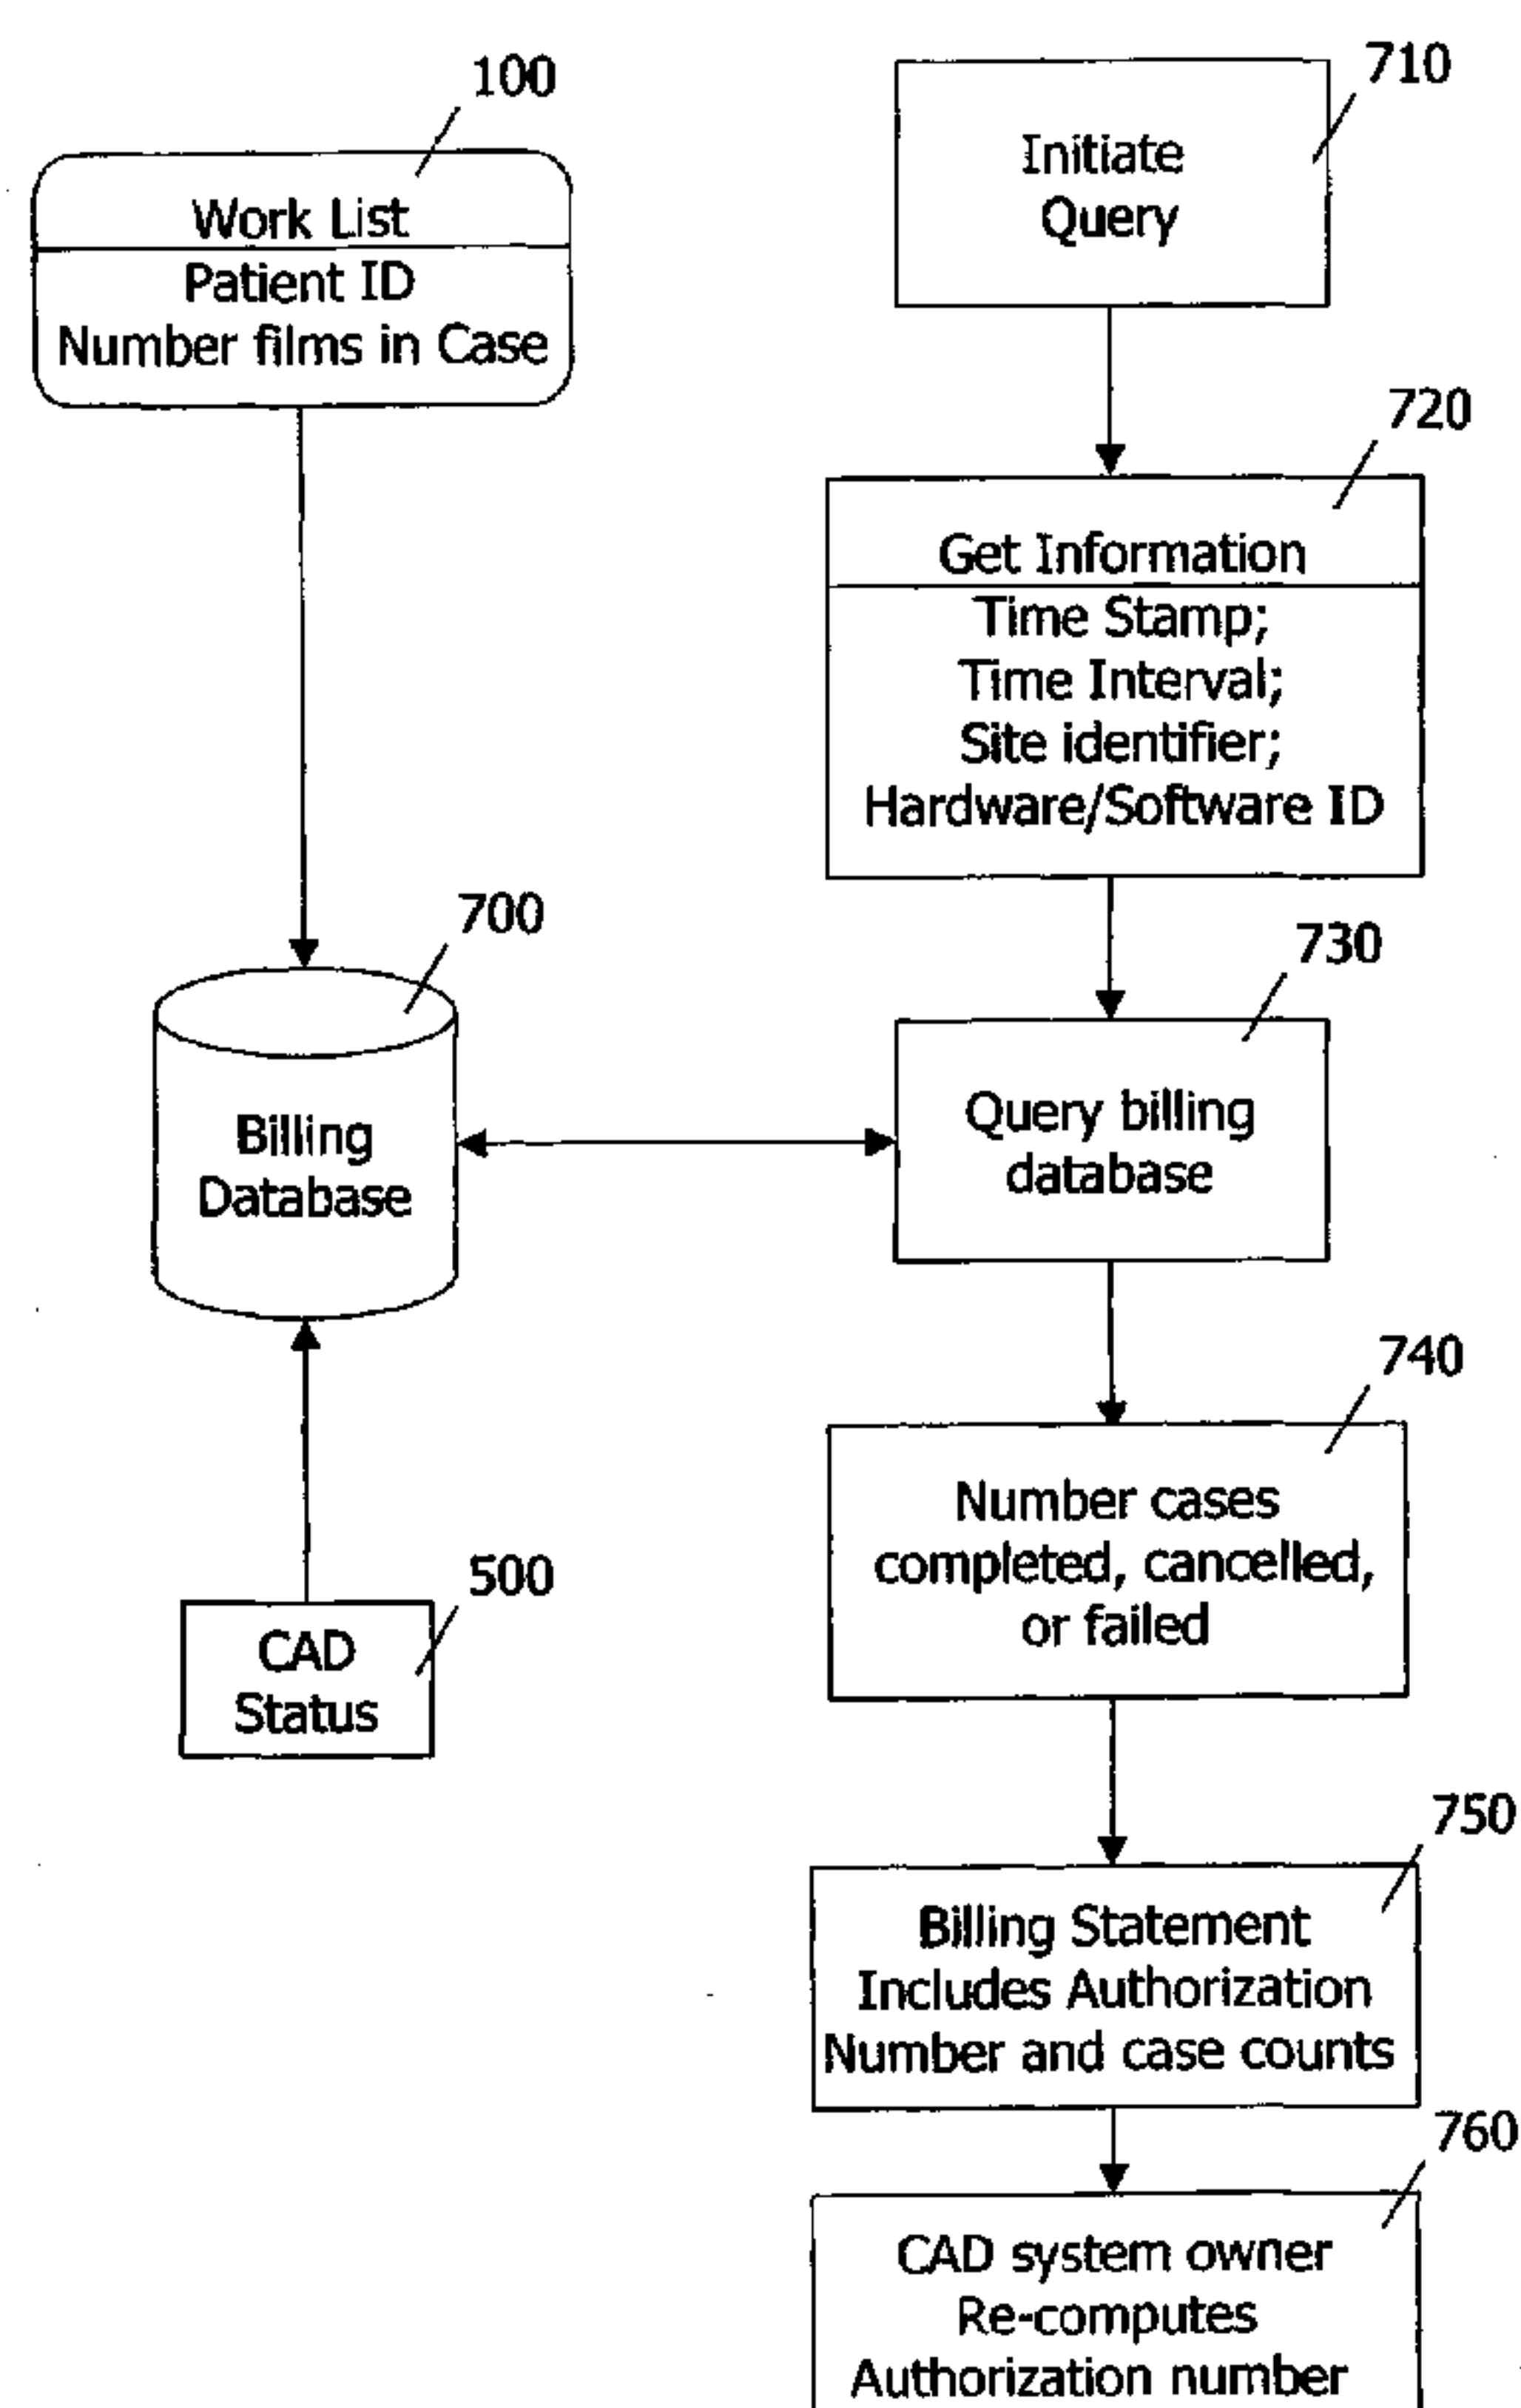 100
Work List
Patient ID
Number films in Case
700
Billing
Database
500
CAD
Status
710
Initiate
Query
720
Get Information
Time Stamp;
Time Interval;
Site identifier;
Hardware/Software ID
730
Query billing
database
740
Number cases
completed, cancelled,
or failed
750
Billing Statement
Includes Authorization
Number and case counts
760
CAD system owner
Re-computes
Authorization number